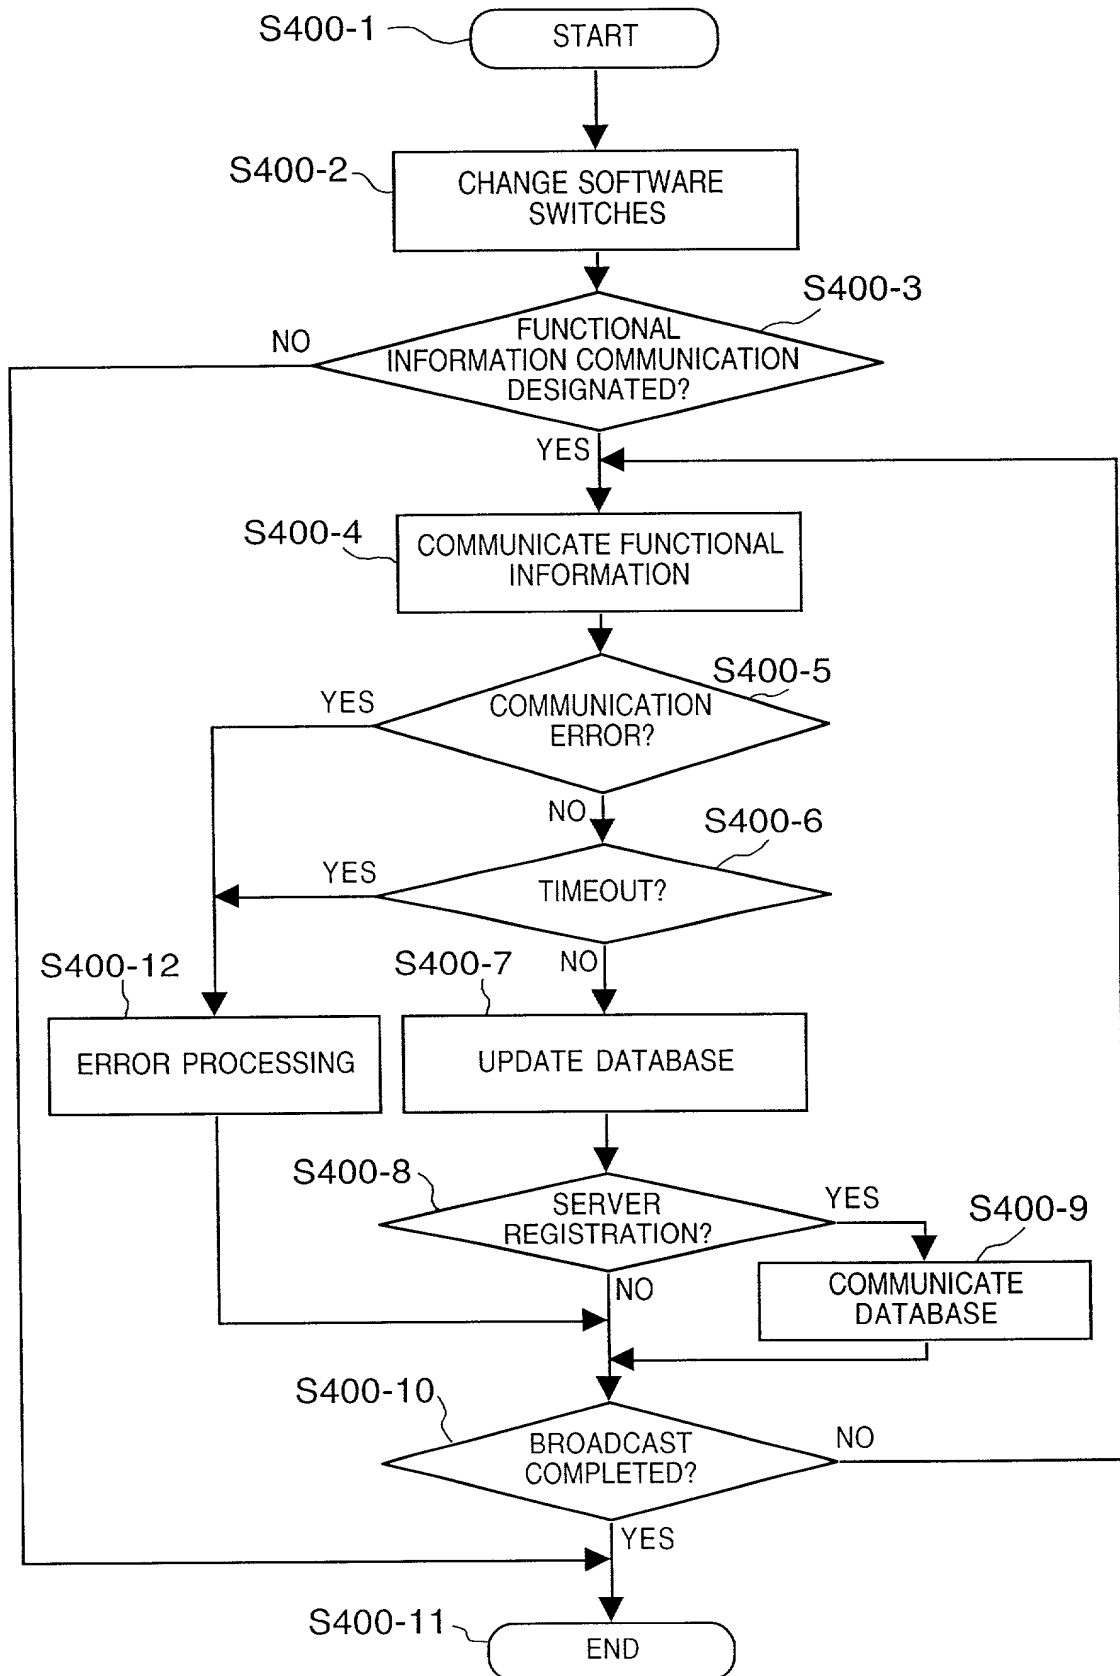 S400-1
START
S400-2
CHANGE SOFTWARE
SWITCHES
S400-3
NO
FUNCTIONAL
INFORMATION COMMUNICATION
DESIGNATED?
YES
S400-4
COMMUNICATE FUNCTIONAL
INFORMATION
S400-5
YES
COMMUNICATION
ERROR?
NO
S400-6
YES
TIMEOUT?
NO
S400-12
S400-7
ERROR PROCESSING
UPDATE DATABASE
S400-8
SERVER
REGISTRATION?
YES
S400-9
NO
COMMUNICATE
DATABASE
S400-10
BROADCAST
COMPLETED?
NO
YES
S400-11
END